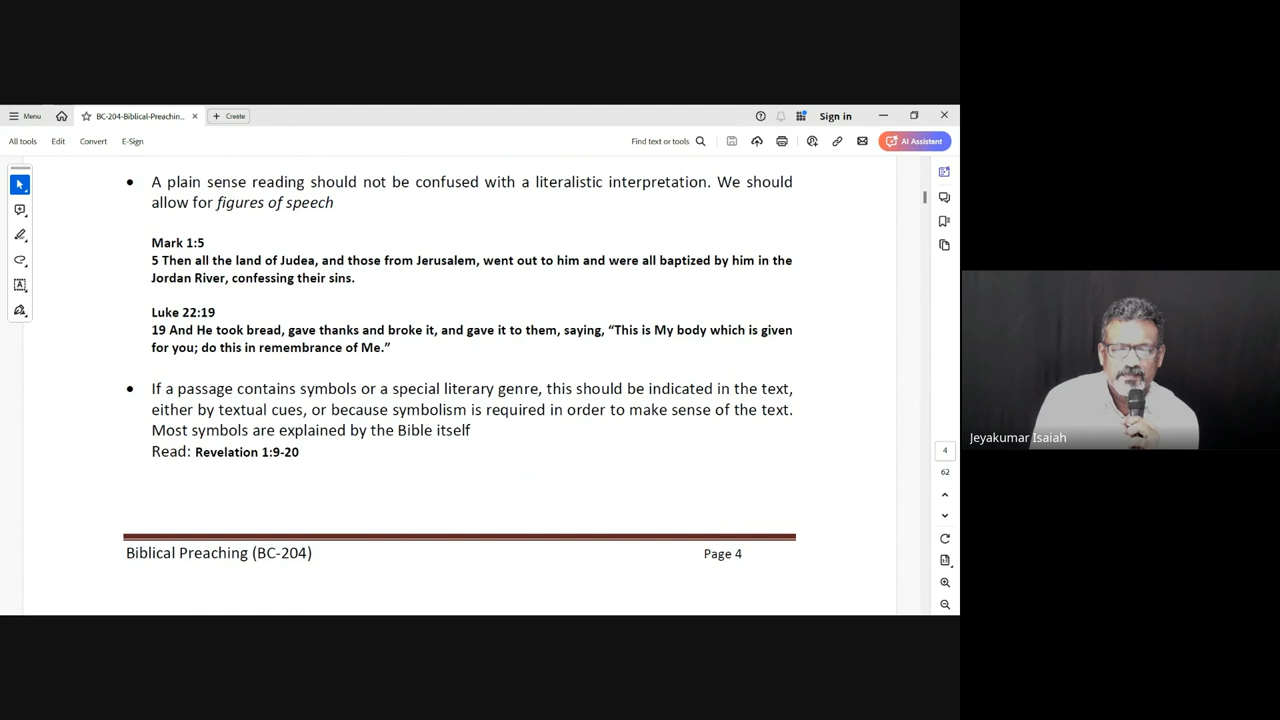 Menu
BC-204-Biblical-Preachin...
Create
Sign in
All tools Edit Convert E-Sign
Find text or tools
AI Assistant
• A plain sense reading should not be confused with a literalistic interpretation. We should
allow for figures of speech
Mark 1:5
5 Then all the land of Judea, and those from Jerusalem, went out to him and were all baptized by him in the
Jordan River, confessing their sins.
Luke 22:19
19 And He took bread, gave thanks and broke it, and gave it to them, saying, “This is My body which is given
for you; do this in remembrance of Me.”
• If a passage contains symbols or a special literary genre, this should be indicated in the text,
either by textual cues, or because symbolism is required in order to make sense of the text.
Most symbols are explained by the Bible itself
Read: Revelation 1:9-20
Biblical Preaching (BC-204) Page 4
4
62
Jeyakumar Isaiah